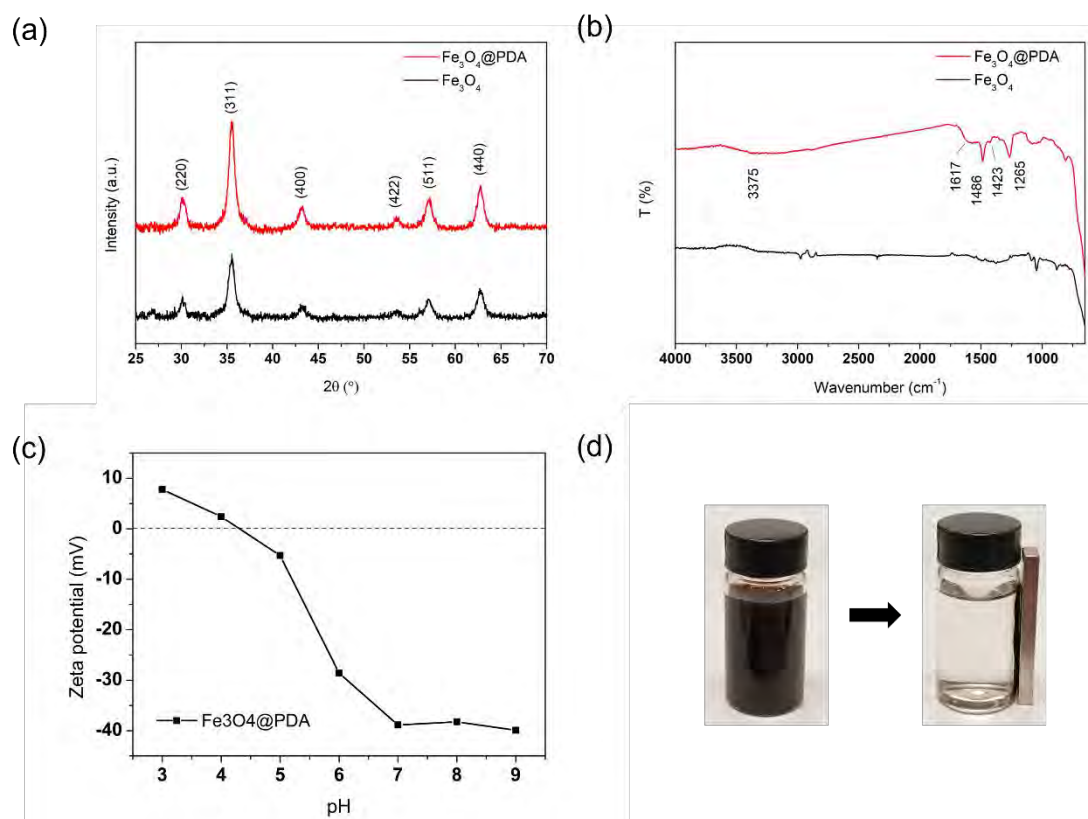 (a)
Fe₃O₄@PDA
Fe₃O₄
(220)
(311)
(400)
(422)
(511)
(440)
Intensity (a.u.)
25 30 35 40 45 50 55 60 65 70
2θ (°)
(b)
Fe₃O₄@PDA
Fe₃O₄
3375
1617
1486
1423
1265
T (%)
4000 3500 3000 2500 2000 1500 1000
Wavenumber (cm⁻¹)
(c)
10
0
-10
-20
-30
-40
Zeta potential (mV)
Fe3O4@PDA
3 4 5 6 7 8 9
pH
(d)